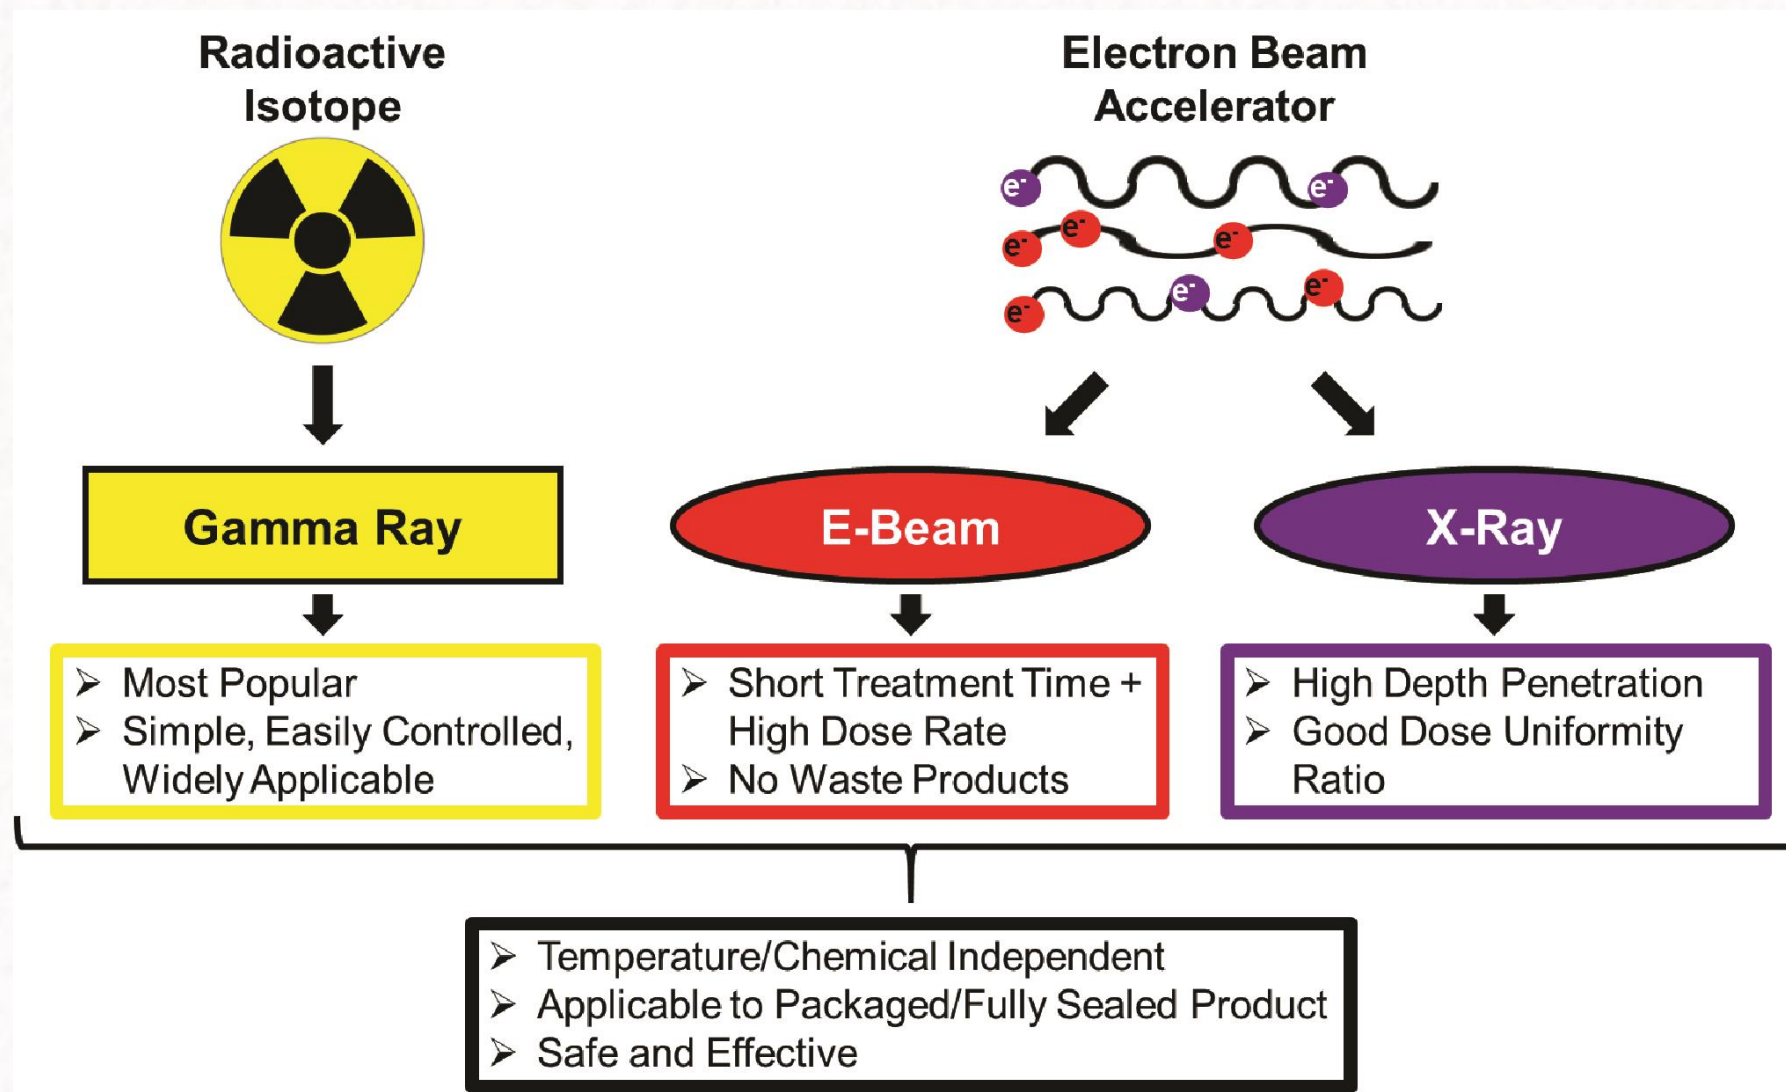 Radioactive
Isotope
Electron Beam
Accelerator
e-
e-
e-
e-
e-
e-
e-
e-
Gamma Ray
E-Beam
X-Ray
➢ Most Popular
➢ Simple, Easily Controlled,
Widely Applicable
➢ Short Treatment Time +
High Dose Rate
➢ No Waste Products
➢ High Depth Penetration
➢ Good Dose Uniformity
Ratio
➢ Temperature/Chemical Independent
➢ Applicable to Packaged/Fully Sealed Product
➢ Safe and Effective